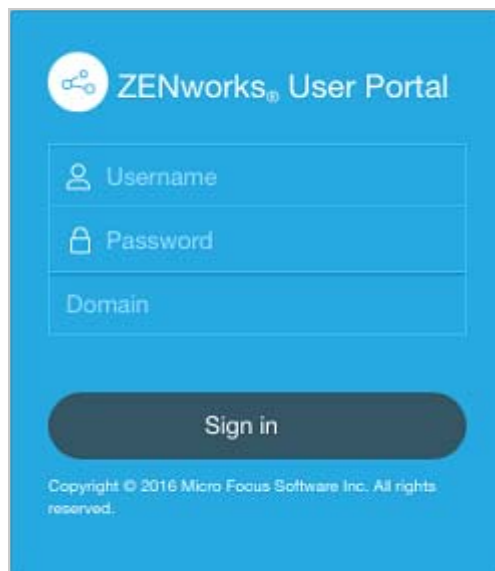 ZENworks® User Portal
Username
Password
Domain
Sign in
Copyright © 2016 Micro Focus Software Inc. All rights
reserved.